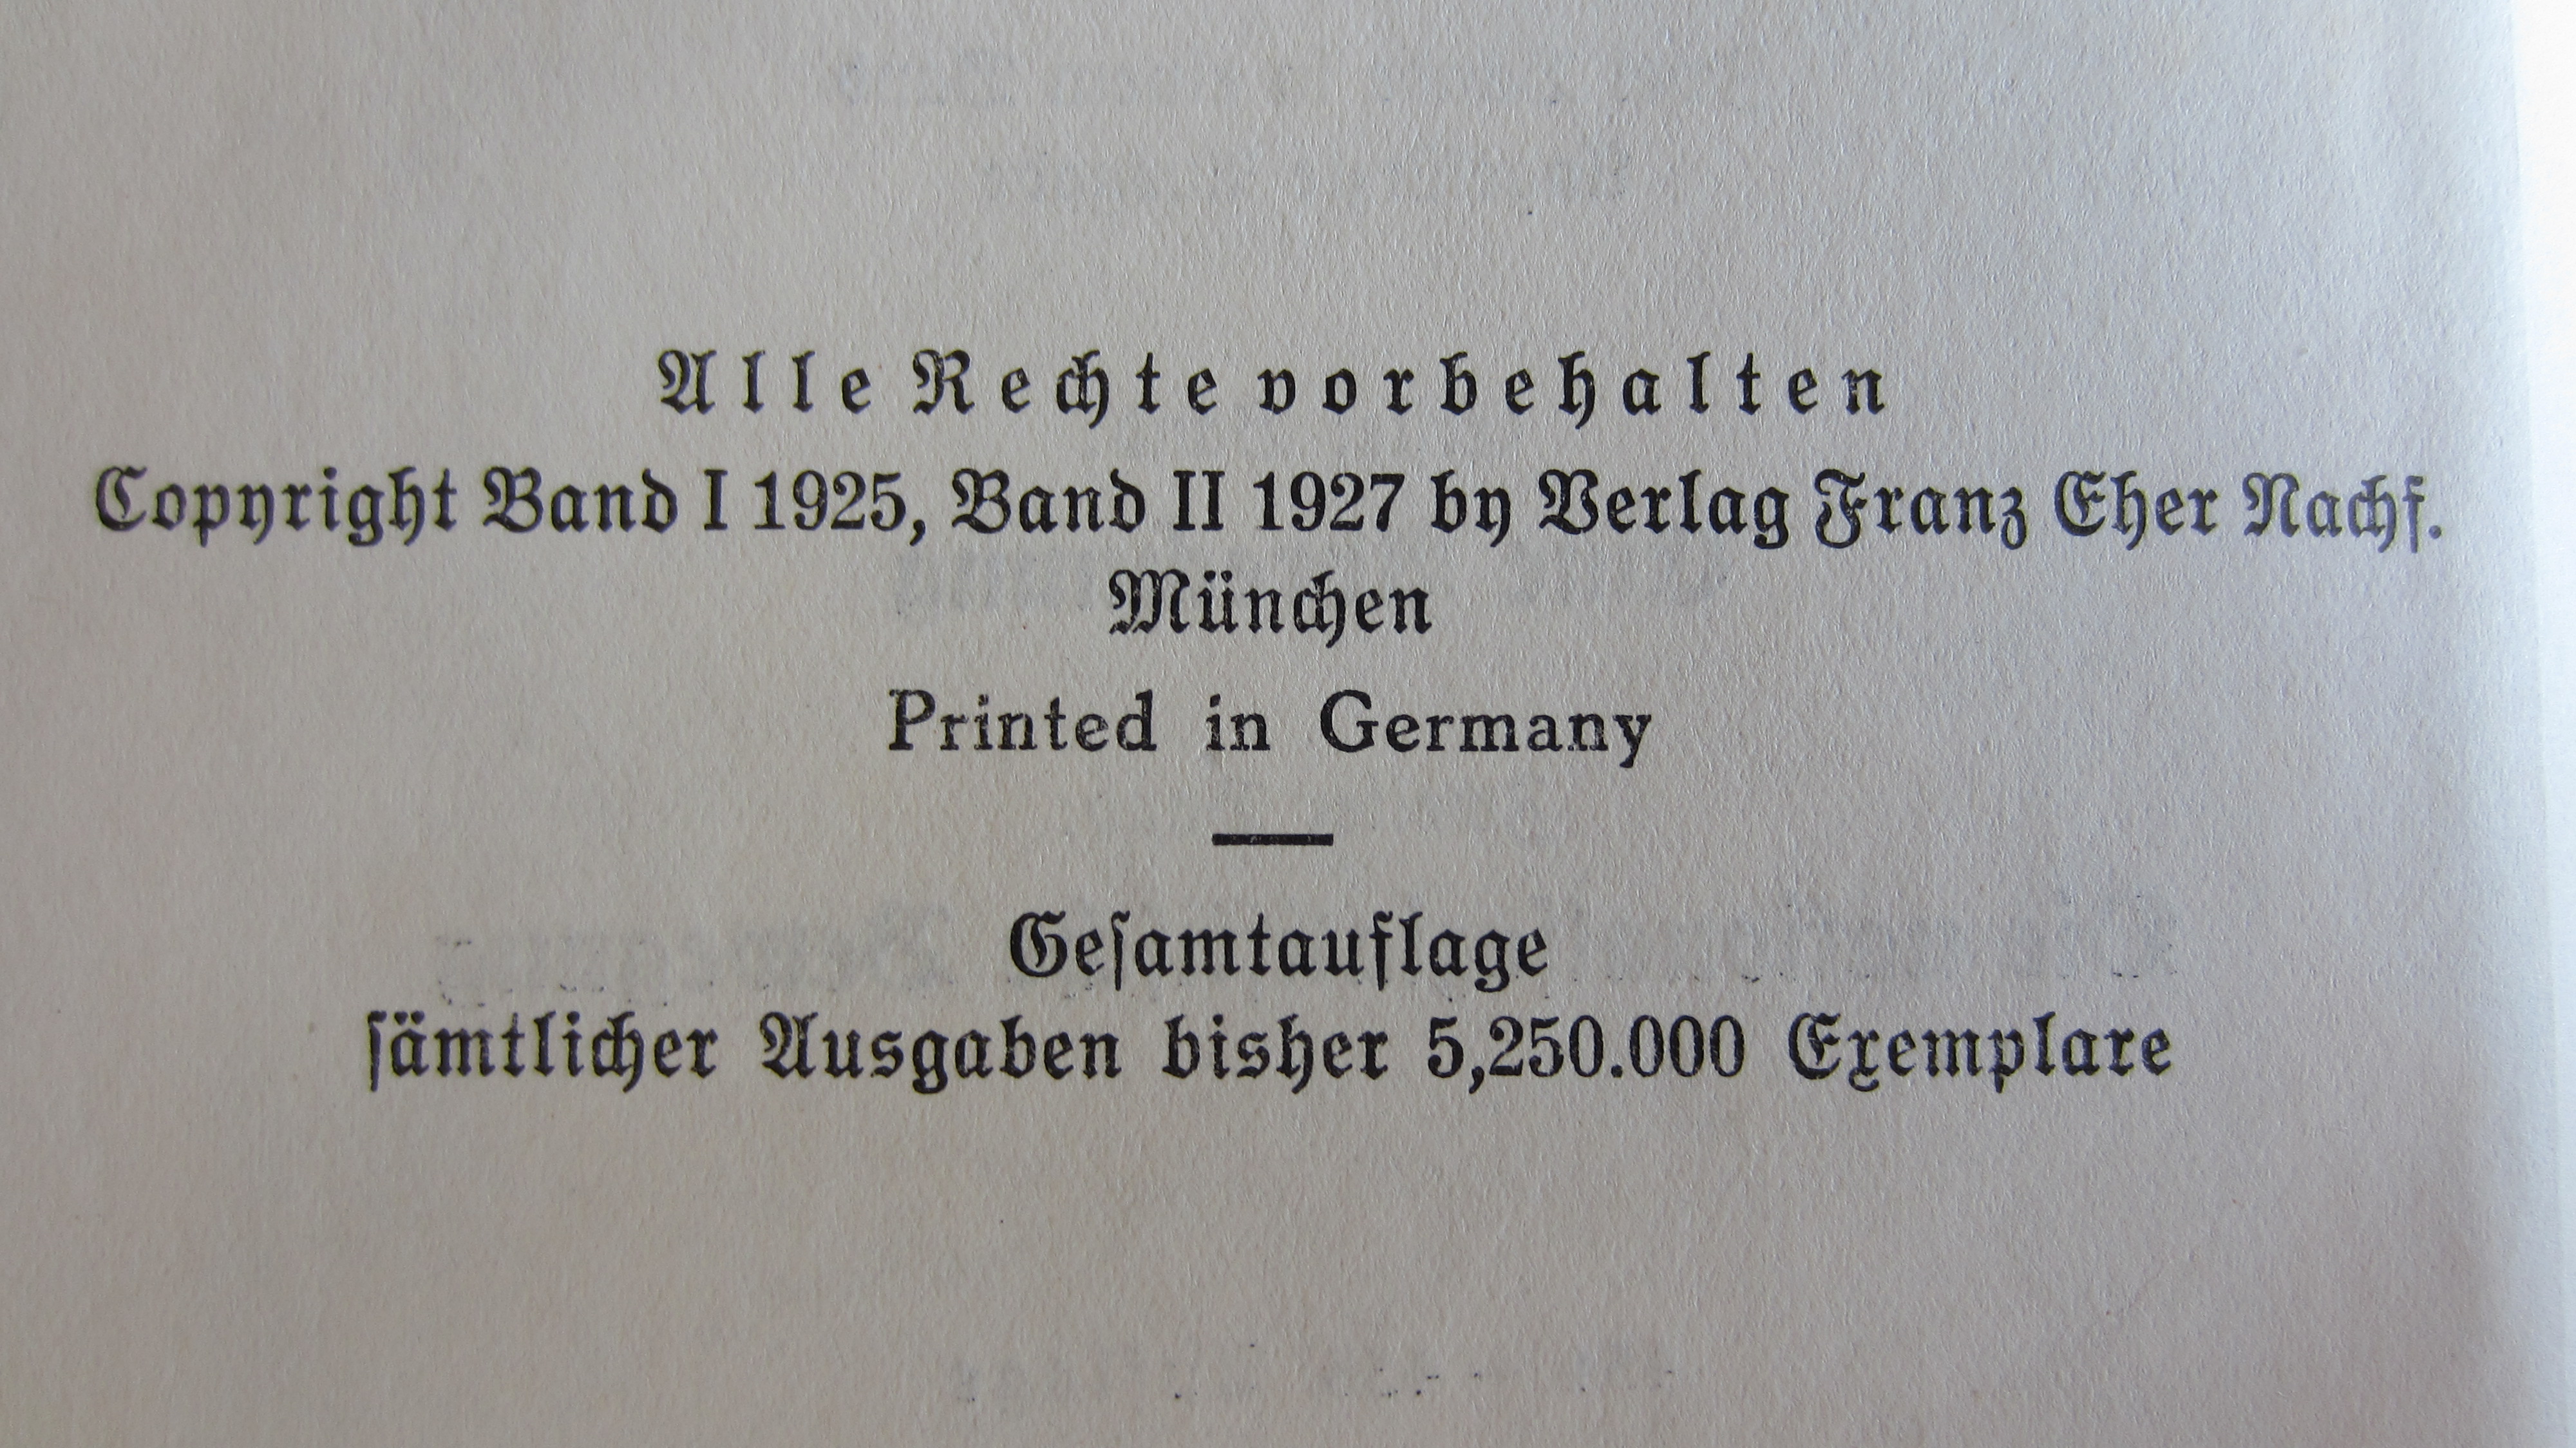 Alle Rechte vorbehalten
Copyright Band I 1925, Band II 1927 by Verlag Franz Eher Nachf.
München
Printed in Germany
Geſamtauflage
ſämtlicher Ausgaben bisher 5,250.000 Exemplare